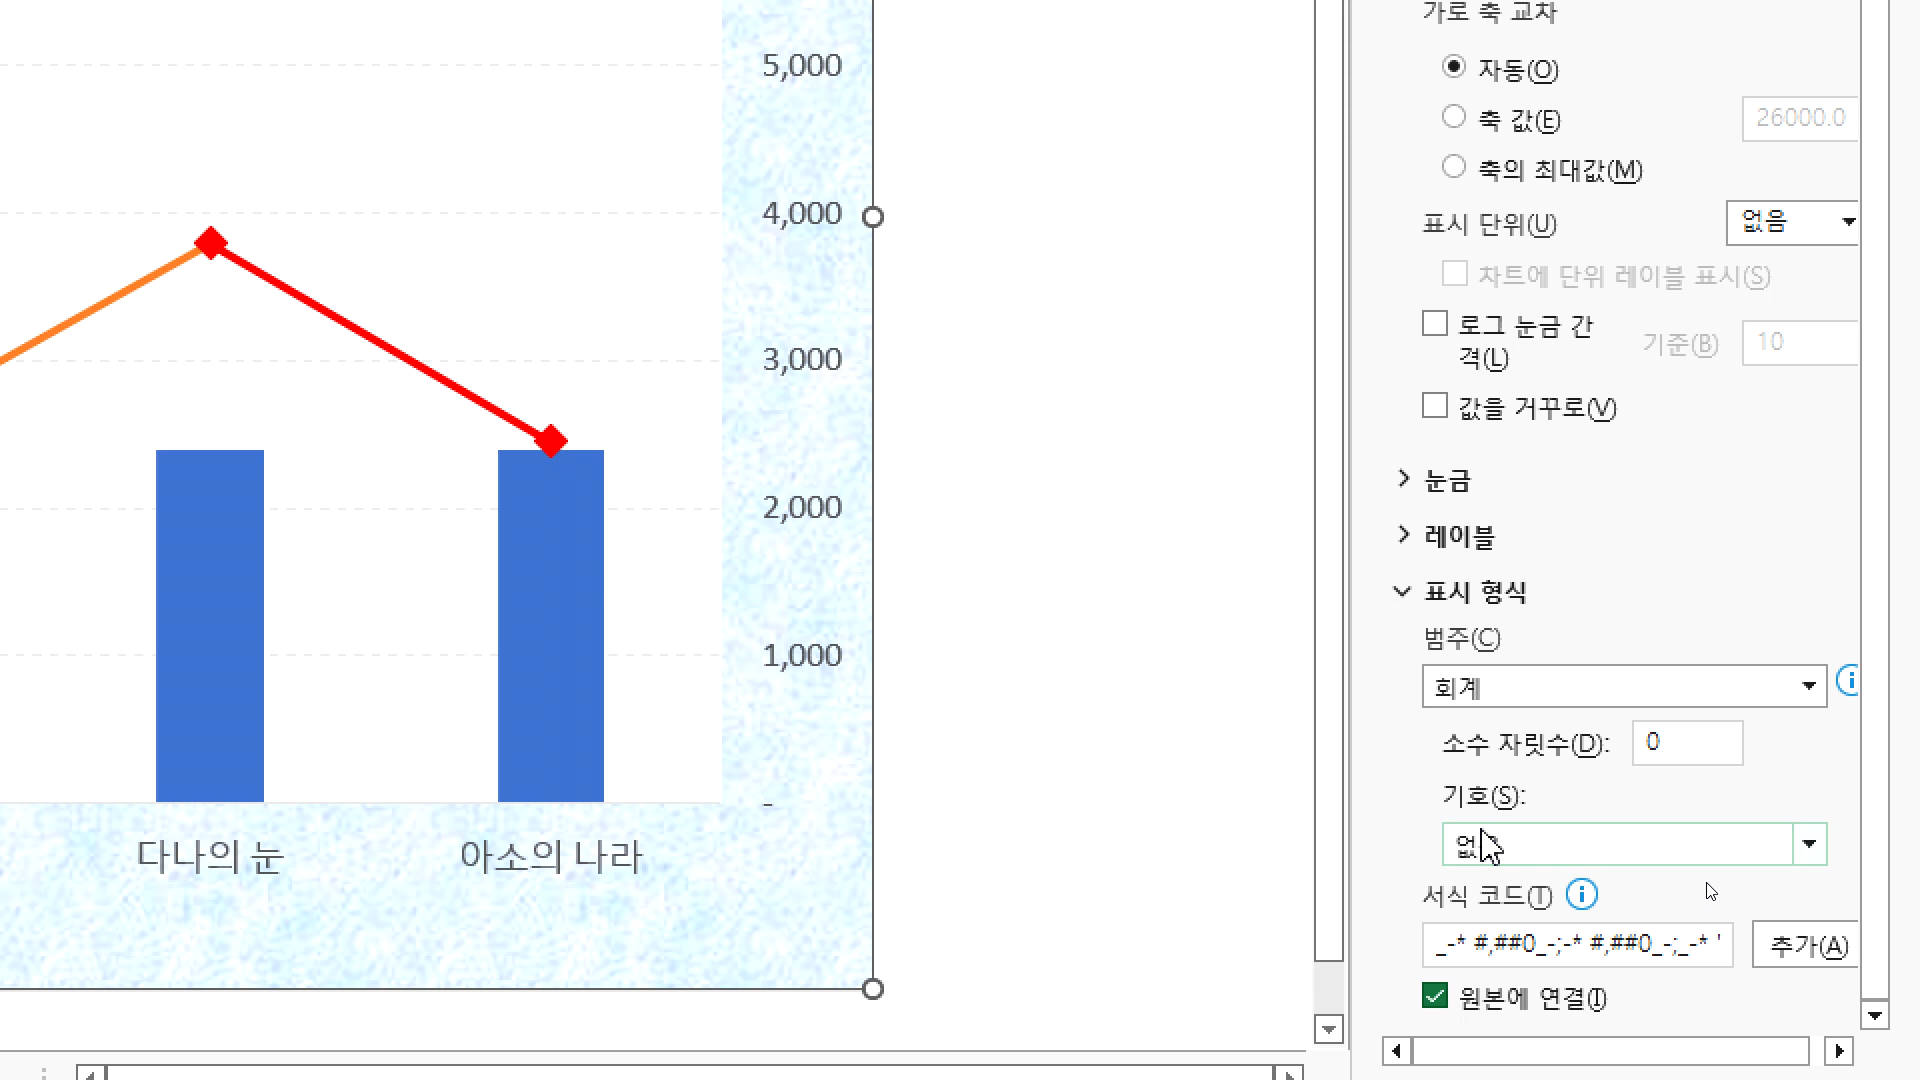 5,000
4,000
3,000
2,000
1,000
-
다나의 눈
아소의 나라
가로 축 교차
자동(O)
축 값(E)
26000.0
축의 최대값(M)
표시 단위(U)
없음
차트에 단위 레이블 표시(S)
로그 눈금 간
격(L)
기준(B)
10
값을 거꾸로(V)
눈금
레이블
표시 형식
범주(C)
회계
소수 자릿수(D):
0
기호(S):
서식 코드(T)
_-* #,##0_-;-* #,##0_-;_-* '
추가(A)
원본에 연결(I)